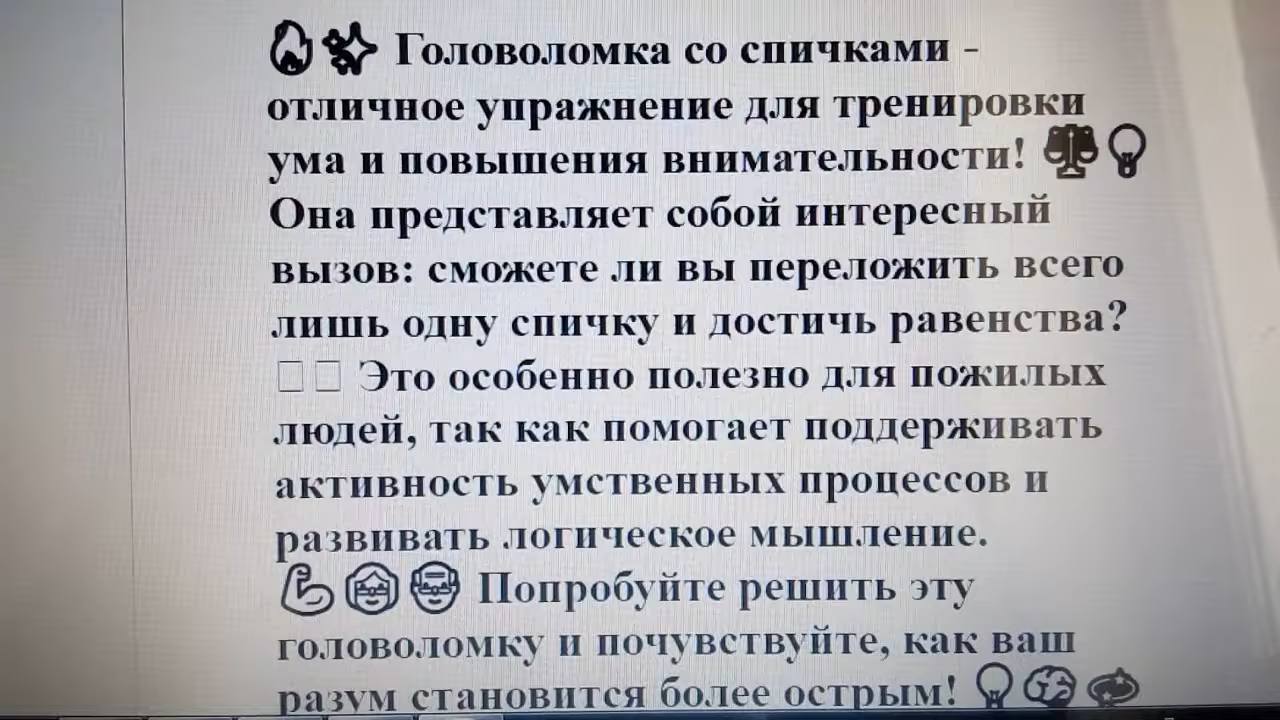 🔥✨ Головоломка со спичками -
отличное упражнение для тренировки
ума и повышения внимательности! ⚖💡
Она представляет собой интересный
вызов: сможете ли вы переложить всего
лишь одну спичку и достичь равенства?
□□ Это особенно полезно для пожилых
людей, так как помогает поддерживать
активность умственных процессов и
развивать логическое мышление.
💪👵👴 Попробуйте решить эту
головоломку и почувствуйте, как ваш
разум становится более острым! 💡🧠💫